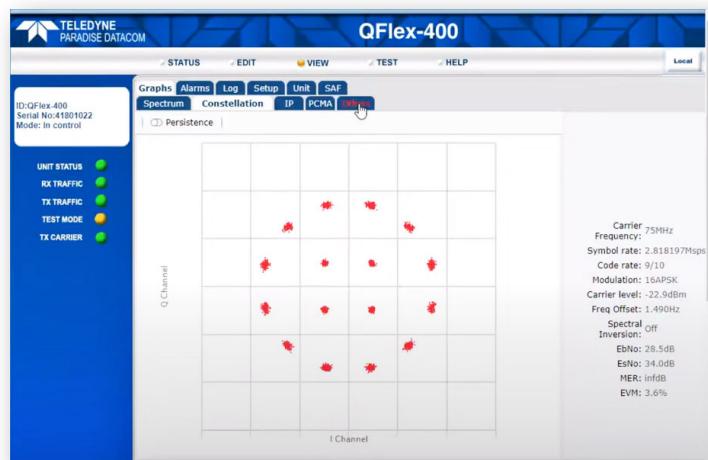 TELEDYNE
PARADISE DATACOM
QFlex-400
STATUS EDIT VIEW TEST HELP
Local
ID:QFlex-400
Serial No:41801022
Mode: In control
UNIT STATUS
RX TRAFFIC
TX TRAFFIC
TEST MODE
TX CARRIER
Graphs Alarms Log Setup Unit SAF
Spectrum Constellation IP PCMA
Persistence
Q Channel
I Channel
Carrier Frequency: 75MHz
Symbol rate: 2.818197Msps
Code rate: 9/10
Modulation: 16APSK
Carrier level: -22.9dBm
Freq Offset: 1.490Hz
Spectral Inversion: Off
EbNo: 28.5dB
EsNo: 34.0dB
MER: infdB
EVM: 3.6%